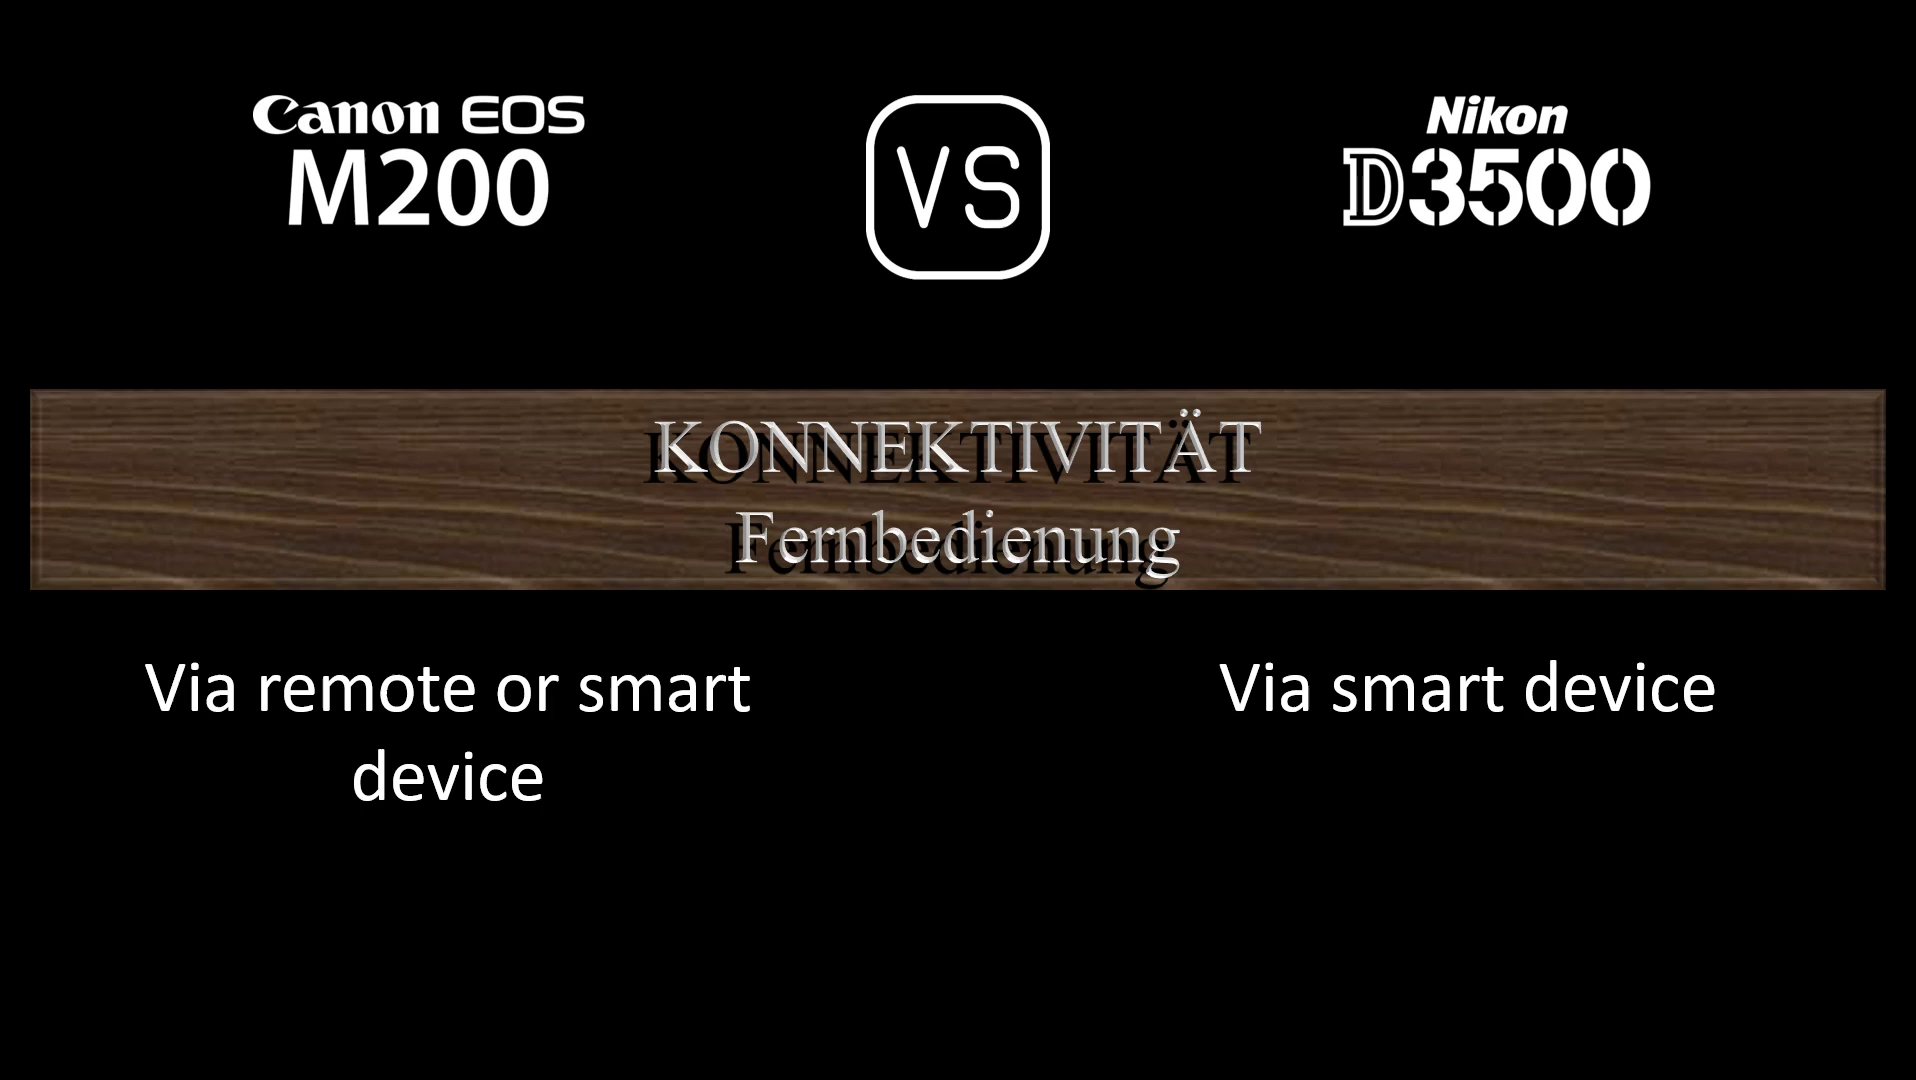 Canon EOS
M200
VS
Nikon
D3500
KONNEKTIVITÄT
Fernbedienung
Via remote or smart
device
Via smart device